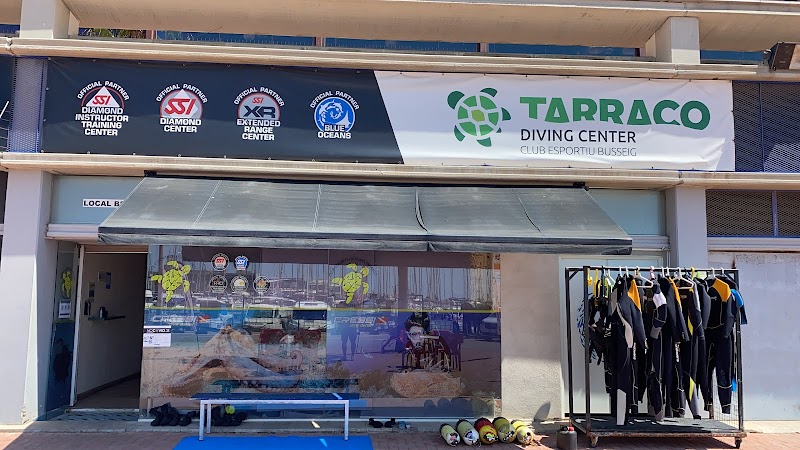 OFFICIAL PARTNER
SSI
DIAMOND
INSTRUCTOR
TRAINING
CENTER
OFFICIAL PARTNER
SSI
DIAMOND
CENTER
OFFICIAL PARTNER
SSI
XR
EXTENDED
RANGE
CENTER
OFFICIAL PARTNER
BLUE
OCEANS
TARRACO
DIVING CENTER
CLUB ESPORTIU BUSSEIG
LOCAL
CRESSI